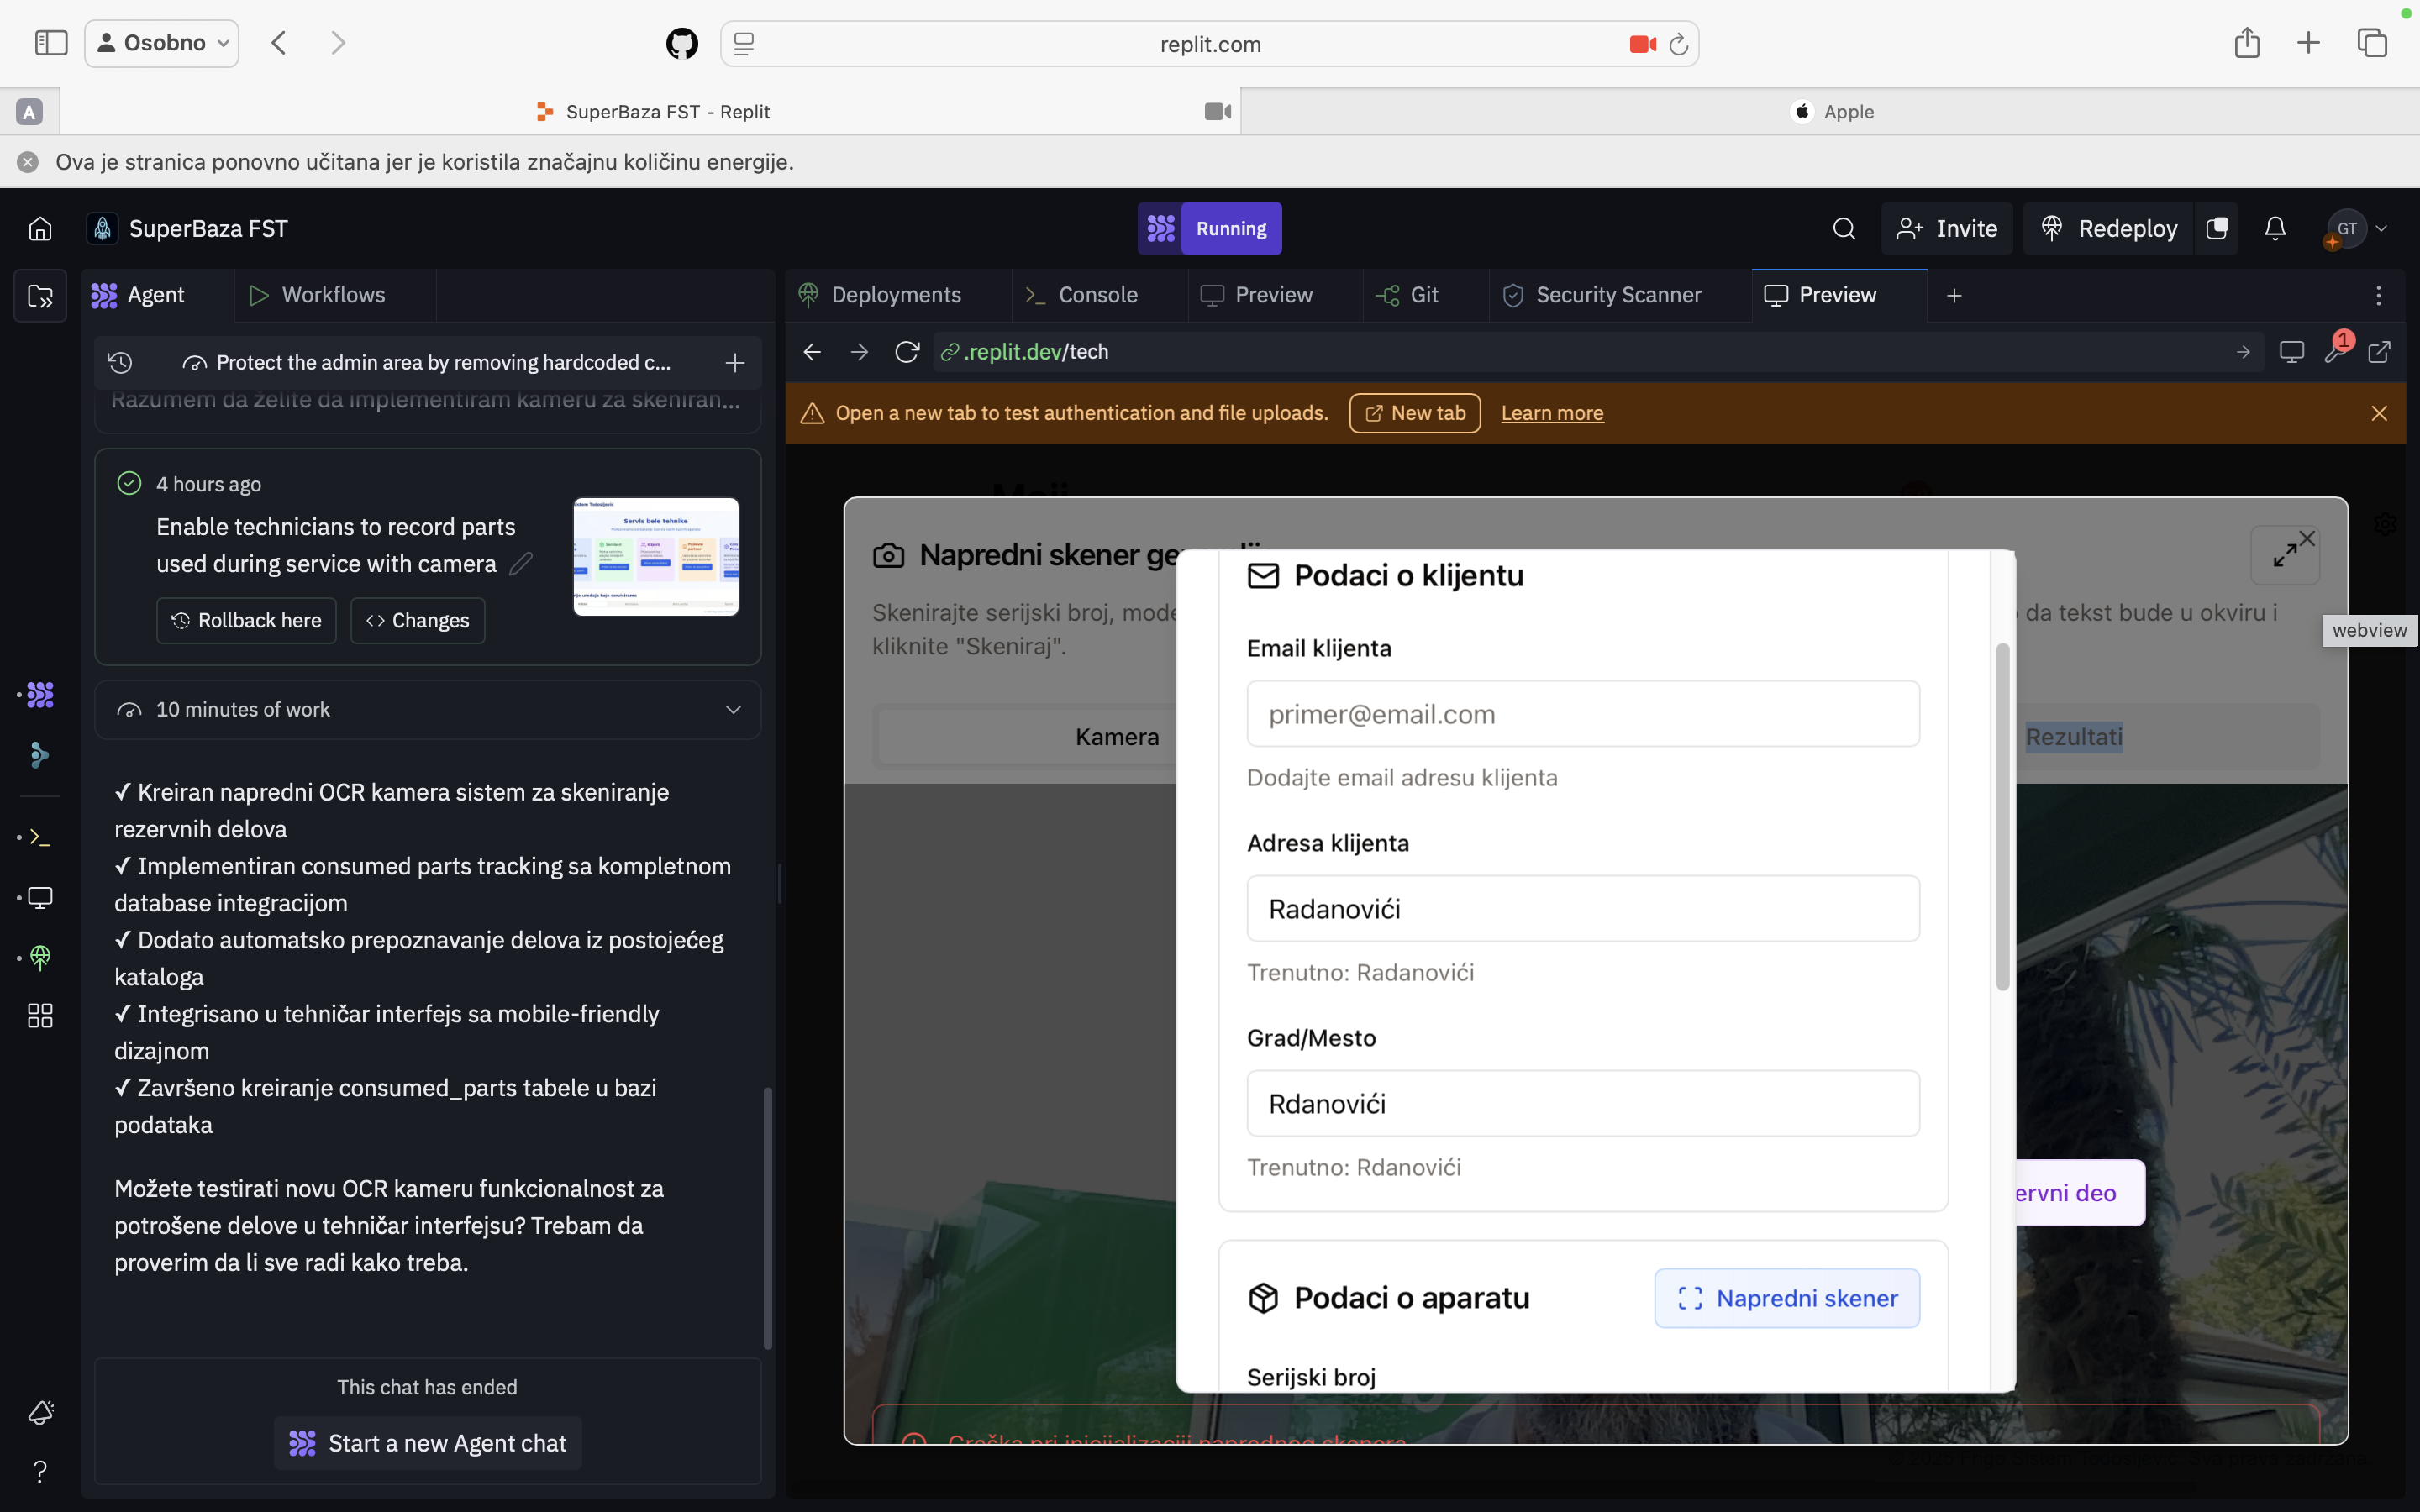 Osobno
replit.com
A
SuperBaza FST - Replit
Apple
Ova je stranica ponovno učitana jer je koristila značajnu količinu energije.
SuperBaza FST
Running
Invite
Redeploy
GT
Agent
Workflows
Deployments
Console
Preview
Git
Security Scanner
Preview
Protect the admin area by removing hardcoded c...
.replit.dev/tech
1
Razumem da želite da implementiram kameru za skeniran...
Open a new tab to test authentication and file uploads.
New tab
Learn more
4 hours ago
Enable technicians to record parts
used during service with camera
Servis bele tehnike
Rollback here
Changes
10 minutes of work
✓ Kreiran napredni OCR kamera sistem za skeniranje
rezervnih delova
✓ Implementiran consumed parts tracking sa kompletnom
database integracijom
✓ Dodato automatsko prepoznavanje delova iz postojećeg
kataloga
✓ Integrisano u tehničar interfejs sa mobile-friendly
dizajnom
✓ Završeno kreiranje consumed_parts tabele u bazi
podataka
Možete testirati novu OCR kameru funkcionalnost za
potrošene delove u tehničar interfejsu? Trebam da
proverim da li sve radi kako treba.
This chat has ended
Start a new Agent chat
?
Napredni skener ge
Skenirajte serijski broj, mode
da tekst bude u okviru i
kliknite "Skeniraj".
webview
Kamera
Rezultati
Podaci o klijentu
Email klijenta
primer@email.com
Dodajte email adresu klijenta
Adresa klijenta
Radanovići
Trenutno: Radanovići
Grad/Mesto
Rdanovići
Trenutno: Rdanovići
ervni deo
Podaci o aparatu
Napredni skener
Serijski broj
Greška pri inicijalizaciji naprednog skenera